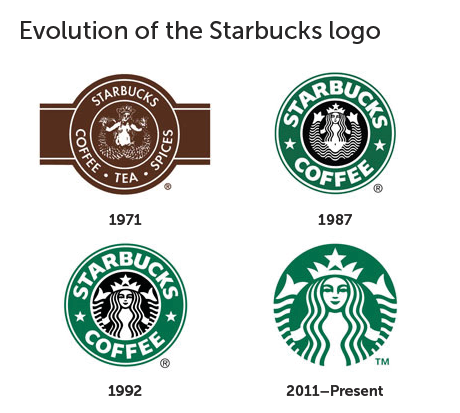 Evolution of the Starbucks logo
STARBUCKS
COFFEE • TEA • SPICES
®
STARBUCKS
COFFEE
®
1971
1987
STARBUCKS
COFFEE
®
TM
1992
2011–Present